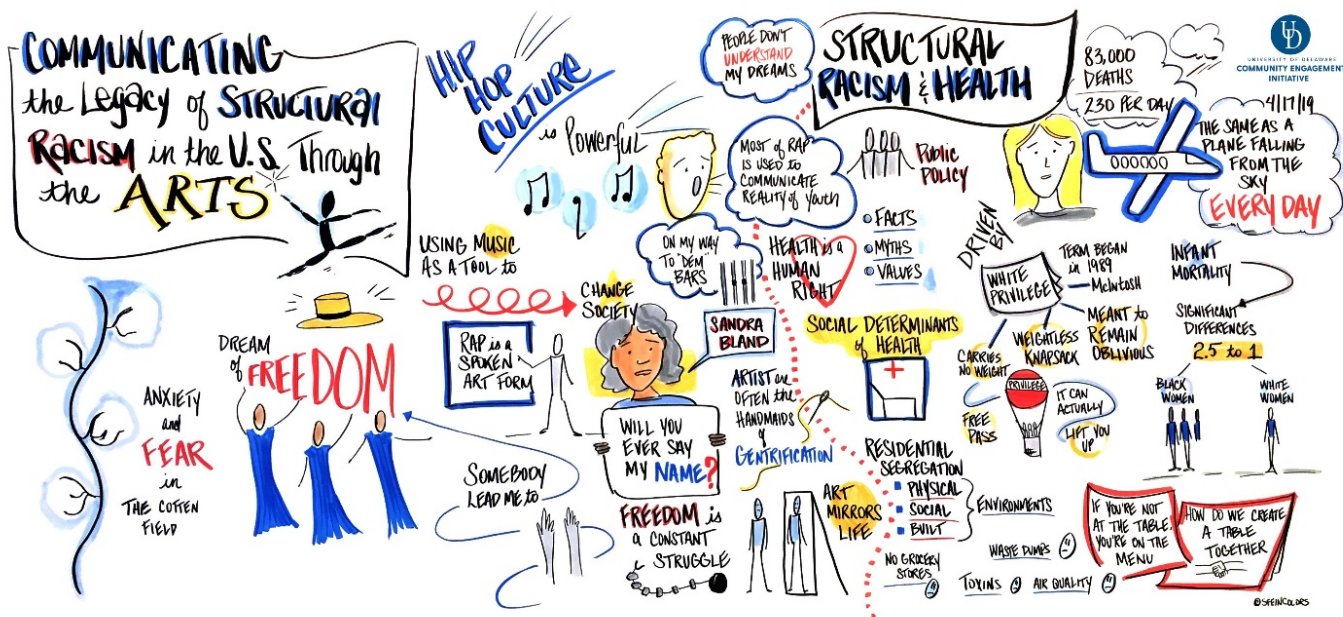 COMMUNICATING
the Legacy of STRUCTURAL
RACISM in the U.S. Through
the ARTS
HIP
HOP
CULTURE
is Powerful
PEOPLE DON'T
UNDERSTAND
MY DREAMS
MOST OF RAP
IS USED to
COMMUNICATE
REALITY of YOUTH
ON MY WAY
TO "DEM"
BARS
USING MUSIC
AS A TOOL to
CHANGE
SOCIETY
RAP is a
SPOKEN
ART FORM
SANDRA
BLAND
WILL YOU
EVER SAY
MY NAME?
DREAM
of FREEDOM
ANXIETY
and
FEAR
in
THE COTTEN
FIELD
SOMEBODY
LEAD ME to
FREEDOM is
a CONSTANT
STRUGGLE
ARTIST are
OFTEN the
HANDMAIDS
of
GENTRIFICATION
ART
MIRRORS
LIFE
STRUCTURAL
RACISM & HEALTH
PUBLIC
POLICY
FACTS
MYTHS
VALUES
HEALTH is a
HUMAN
RIGHT
SOCIAL DETERMINANTS
of HEALTH
RESIDENTIAL
SEGREGATION
PHYSICAL
SOCIAL
BUILT
ENVIRONMENTS
NO GROCERY
STORES
WASTE DUMPS
TOXINS
AIR QUALITY
83,000
DEATHS
230 PER DAY
UD
UNIVERSITY OF DELAWARE
COMMUNITY ENGAGEMENT
INITIATIVE
4/17/19
THE SAME AS A
PLANE FALLING
FROM THE
SKY
EVERY DAY
DRIVEN
BY
WHITE
PRIVILEGE
TERM BEGAN
in 1989
McINTOSH
MEANT to
REMAIN
OBLIVIOUS
WEIGHTLESS
KNAPSACK
CARRIES
NO WEIGHT
FREE
PASS
PRIVILEGE
IT CAN
ACTUALLY
LIFT YOU
UP
INFANT
MORTALITY
SIGNIFICANT
DIFFERENCES
2.5 to 1
BLACK
WOMEN
WHITE
WOMEN
IF YOU'RE NOT
AT THE TABLE,
YOU'RE ON THE
MENU
HOW DO WE CREATE
A TABLE
TOGETHER
@SFEINCOLORS